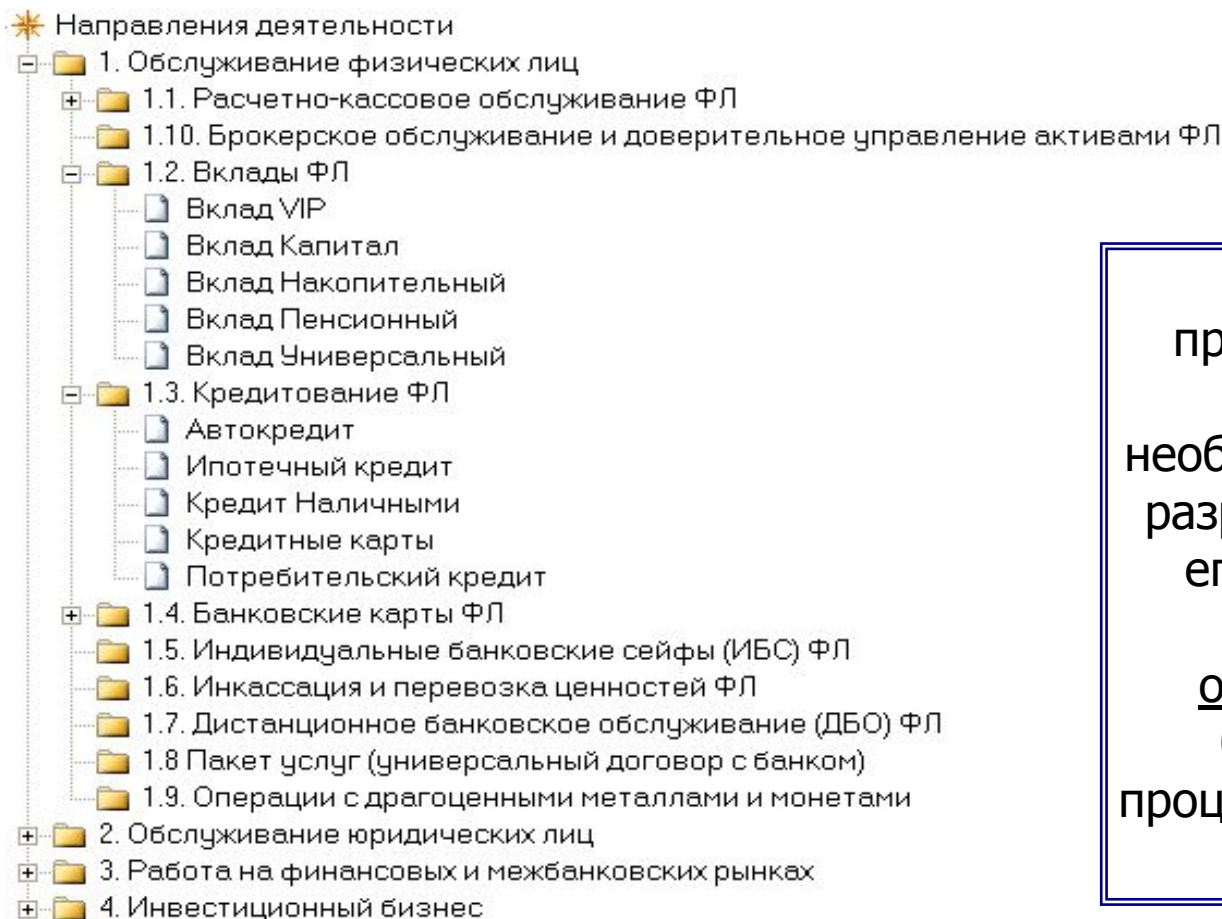 Направления деятельности
1. Обслуживание физических лиц
1.1. Расчетно-кассовое обслуживание ФЛ
1.10. Брокерское обслуживание и доверительное управление активами ФЛ
1.2. Вклады ФЛ
Вклад VIP
Вклад Капитал
Вклад Накопительный
Вклад Пенсионный
Вклад Универсальный
1.3. Кредитование ФЛ
Автокредит
Ипотечный кредит
Кредит Наличными
Кредитные карты
Потребительский кредит
1.4. Банковские карты ФЛ
1.5. Индивидуальные банковские сейфы (ИБС) ФЛ
1.6. Инкассация и перевозка ценностей ФЛ
1.7. Дистанционное банковское обслуживание (ДБО) ФЛ
1.8 Пакет услуг (универсальный договор с банком)
1.9. Операции с драгоценными металлами и монетами
2. Обслуживание юридических лиц
3. Работа на финансовых и межбанковских рынках
4. Инвестиционный бизнес
пр
необ
раз
ег
о
проц